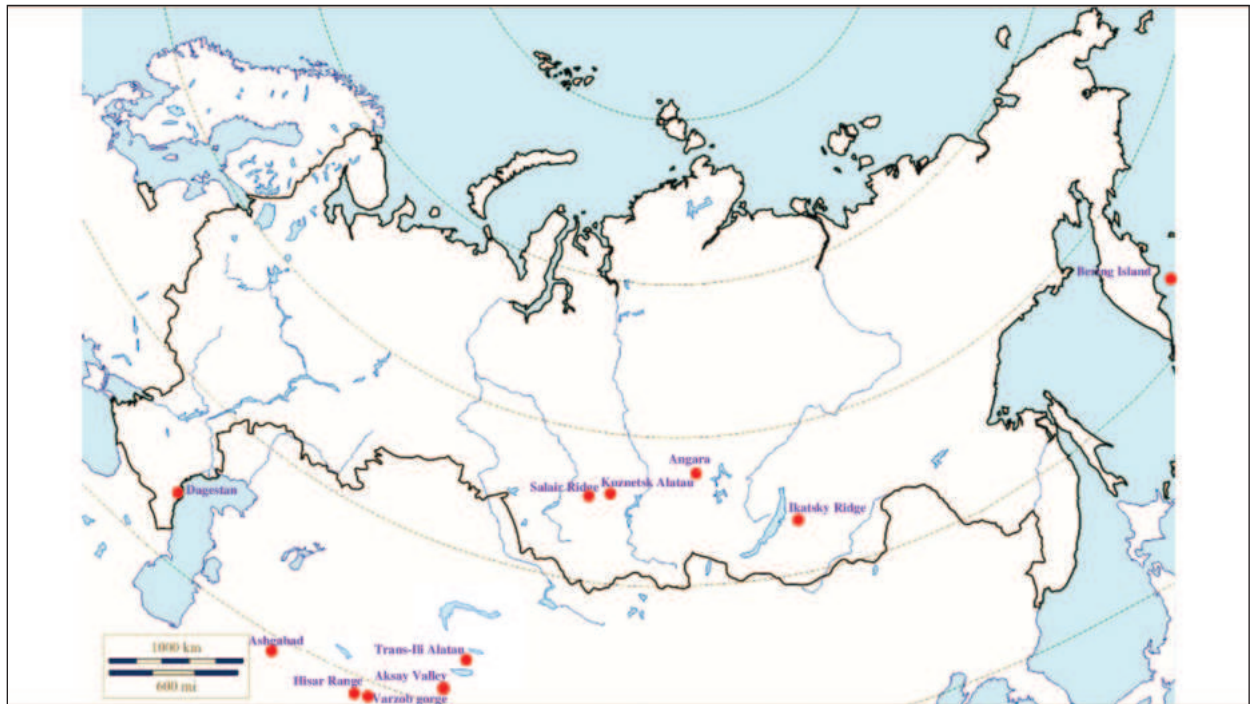 Bering Island
Angara
Salair Ridge
Kuznetsk Alatau
Ikatsky Ridge
Dagestan
Ashgabad
1000 km
600 mi
Trans-Ili Alatau
Hisar Range
Aksay Valley
Varzob gorge